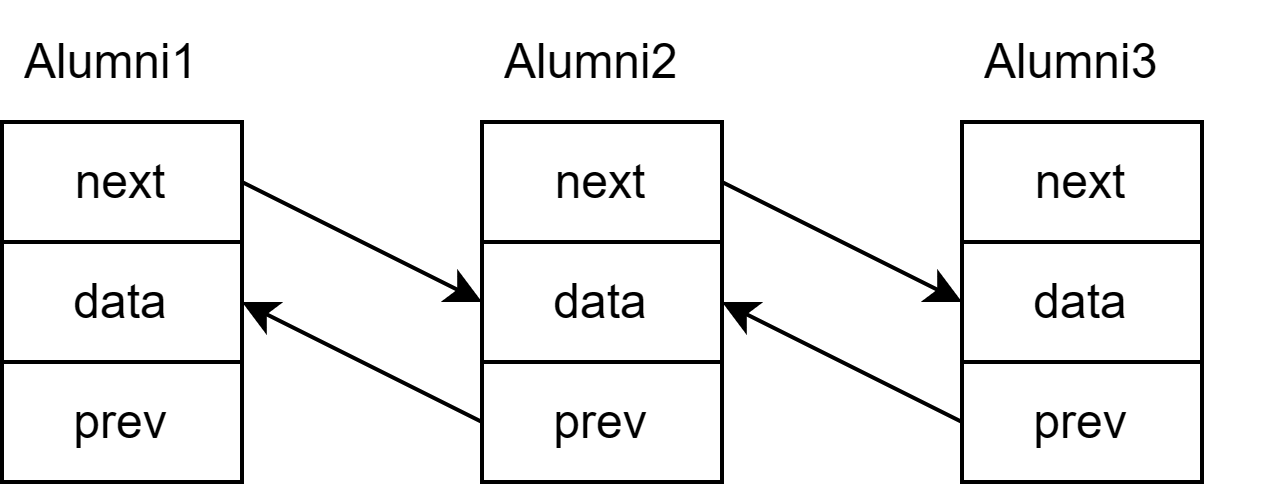 Alumni1 Alumni2 Alumni3
next next next
data data data
prev prev prev